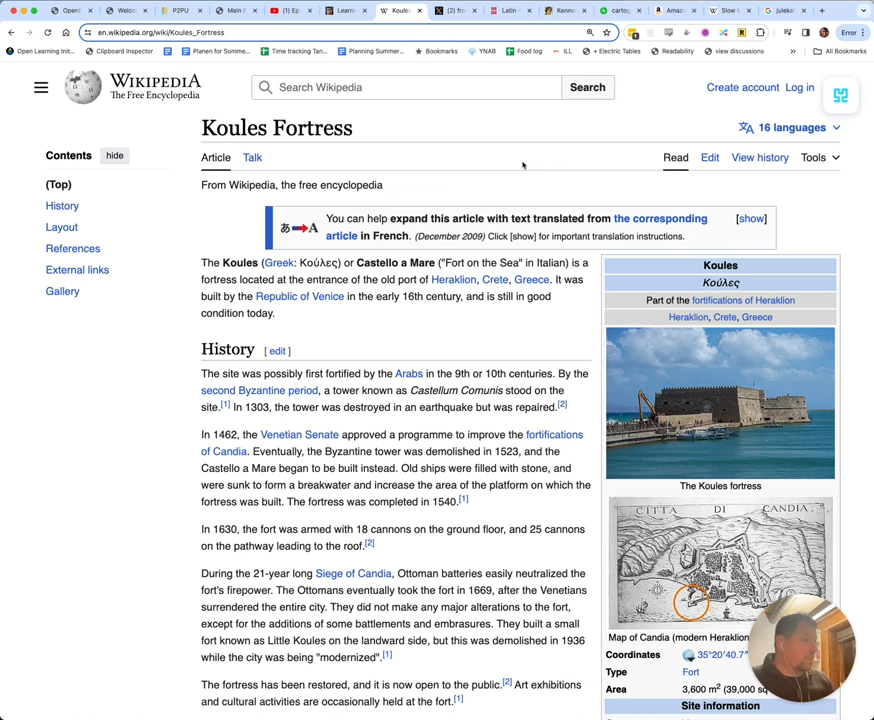 OpenL
Welcom
P2PU
Main P
(1) Ep
Learni
Koules
(2) fro
Latin -
Kenne
cartog
Amazo
Slow l
julekal
en.wikipedia.org/wiki/Koules_Fortress
Error
Open Learning Init...
Clipboard Inspector
Planen for Somme...
Time tracking Tan...
Planning Summer...
Bookmarks
YNAB
Food log
ILL
+ Electric Tables
Readability
view discussions
All Bookmarks
WIKIPEDIA
The Free Encyclopedia
Search Wikipedia
Search
Create account
Log in
Koules Fortress
16 languages
Contents
hide
Article
Talk
Read
Edit
View history
Tools
(Top)
History
Layout
References
External links
Gallery
From Wikipedia, the free encyclopedia
あ A
You can help expand this article with text translated from the corresponding
article in French. (December 2009) Click [show] for important translation instructions.
[show]
The Koules (Greek: Κούλες) or Castello a Mare ("Fort on the Sea" in Italian) is a
fortress located at the entrance of the old port of Heraklion, Crete, Greece. It was
built by the Republic of Venice in the early 16th century, and is still in good
condition today.
History [ edit ]
The site was possibly first fortified by the Arabs in the 9th or 10th centuries. By the
second Byzantine period, a tower known as Castellum Comunis stood on the
site.[1] In 1303, the tower was destroyed in an earthquake but was repaired.[2]
In 1462, the Venetian Senate approved a programme to improve the fortifications
of Candia. Eventually, the Byzantine tower was demolished in 1523, and the
Castello a Mare began to be built instead. Old ships were filled with stone, and
were sunk to form a breakwater and increase the area of the platform on which the
fortress was built. The fortress was completed in 1540.[1]
In 1630, the fort was armed with 18 cannons on the ground floor, and 25 cannons
on the pathway leading to the roof.[2]
During the 21-year long Siege of Candia, Ottoman batteries easily neutralized the
fort's firepower. The Ottomans eventually took the fort in 1669, after the Venetians
surrendered the entire city. They did not make any major alterations to the fort,
except for the additions of some battlements and embrasures. They built a small
fort known as Little Koules on the landward side, but this was demolished in 1936
while the city was being "modernized".[1]
The fortress has been restored, and it is now open to the public.[2] Art exhibitions
and cultural activities are occasionally held at the fort.[1]
Koules
Κούλες
Part of the fortifications of Heraklion
Heraklion, Crete, Greece
The Koules fortress
CITTA DI CANDIA
Map of Candia (modern Heraklion
Coordinates 35°20′40.7″
Type Fort
Area 3,600 m² (39,000 sq
Site information